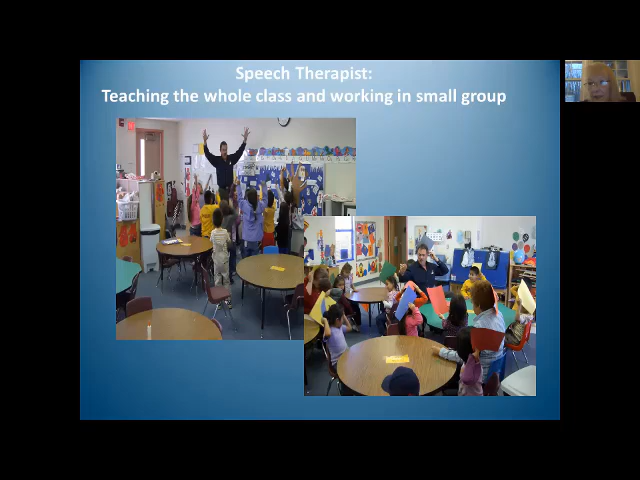 Speech Therapist:
Teaching the whole class and working in small group